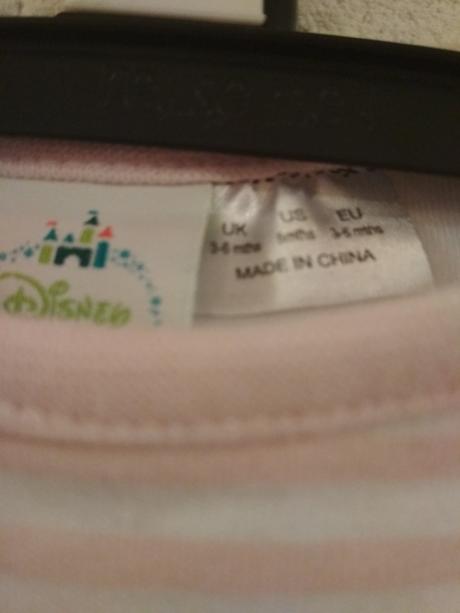 Disney
UK US EU
3-6 mths 6mths 3-6 mths
MADE IN CHINA